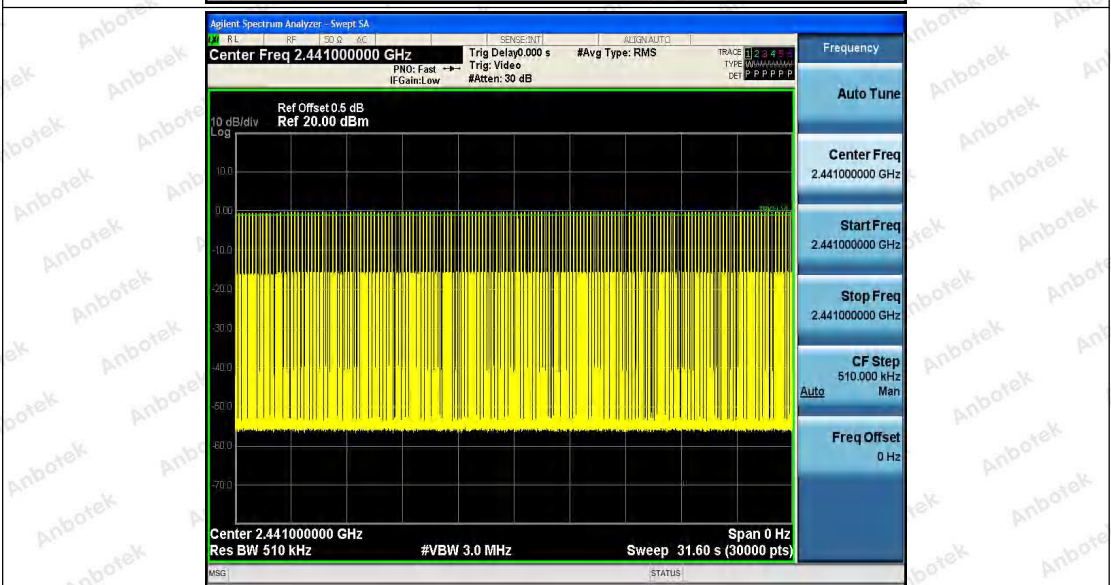 Agilent Spectrum Analyzer - Swept SA
RL RF 50 Ω AC SENSE:INT ALIGNAUTO
Center Freq 2.441000000 GHz
PNO: Fast
IFGain:Low
Trig Delay0.000 s
Trig: Video
#Atten: 30 dB
#Avg Type: RMS
TRACE 1 2 3 4 5 6
TYPE
DET P P P P P P
Ref Offset 0.5 dB
10 dB/div Ref 20.00 dBm
Log
10.0
0.00
-10.0
-20.0
-30.0
-40.0
-50.0
-60.0
-70.0
Center 2.441000000 GHz
Span 0 Hz
Res BW 510 kHz
#VBW 3.0 MHz
Sweep 31.60 s (30000 pts)
MSG
STATUS
Frequency
Auto Tune
Center Freq
2.441000000 GHz
Start Freq
2.441000000 GHz
Stop Freq
2.441000000 GHz
CF Step
510.000 kHz
Auto Man
Freq Offset
0 Hz
Anbotek